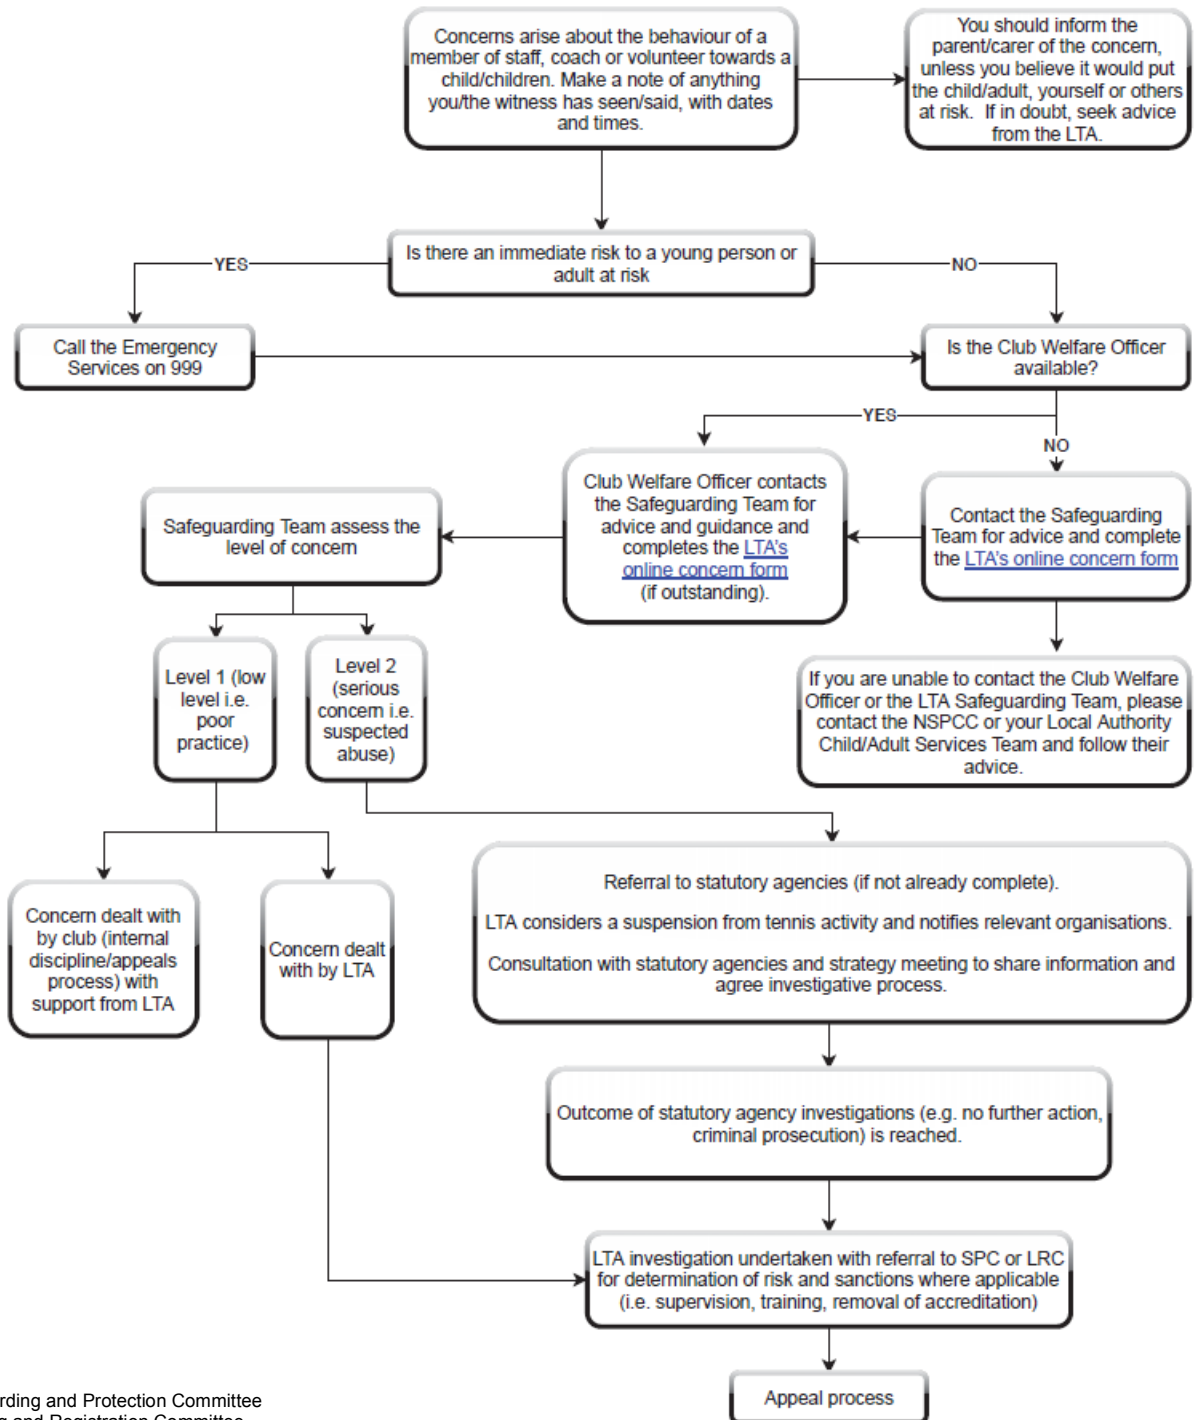 Concerns arise about the behaviour of a
member of staff, coach or volunteer towards a
child/children. Make a note of anything
you/the witness has seen/said, with dates
and times.
You should inform the
parent/carer of the concern,
unless you believe it would put
the child/adult, yourself or others
at risk. If in doubt, seek advice
from the LTA.
Is there an immediate risk to a young person or
adult at risk
YES
NO
Call the Emergency
Services on 999
Is the Club Welfare Officer
available?
YES
NO
Club Welfare Officer contacts
the Safeguarding Team for
advice and guidance and
completes the LTA's
online concern form
(if outstanding).
Contact the Safeguarding
Team for advice and complete
the LTA's online concern form
Safeguarding Team assess the
level of concern
If you are unable to contact the Club Welfare
Officer or the LTA Safeguarding Team, please
contact the NSPCC or your Local Authority
Child/Adult Services Team and follow their
advice.
Level 1 (low
level i.e.
poor
practice)
Level 2
(serious
concern i.e.
suspected
abuse)
Concern dealt with
by club (internal
discipline/appeals
process) with
support from LTA
Concern dealt
with by LTA
Referral to statutory agencies (if not already complete).
LTA considers a suspension from tennis activity and notifies relevant organisations.
Consultation with statutory agencies and strategy meeting to share information and
agree investigative process.
Outcome of statutory agency investigations (e.g. no further action,
criminal prosecution) is reached.
LTA investigation undertaken with referral to SPC or LRC
for determination of risk and sanctions where applicable
(i.e. supervision, training, removal of accreditation)
Appeal process
and Protection Committee
and Registration Committee